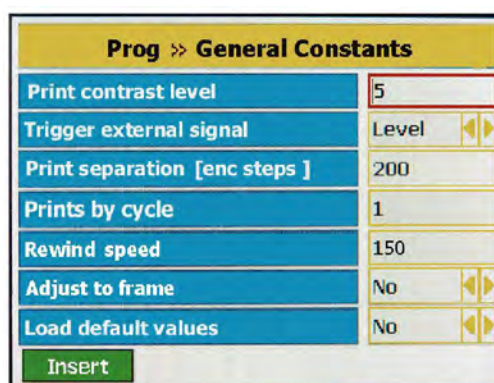 Prog » General Constants
Print contrast level 5
Trigger external signal Level
Print separation [enc steps ] 200
Prints by cycle 1
Rewind speed 150
Adjust to frame No
Load default values No
Insert